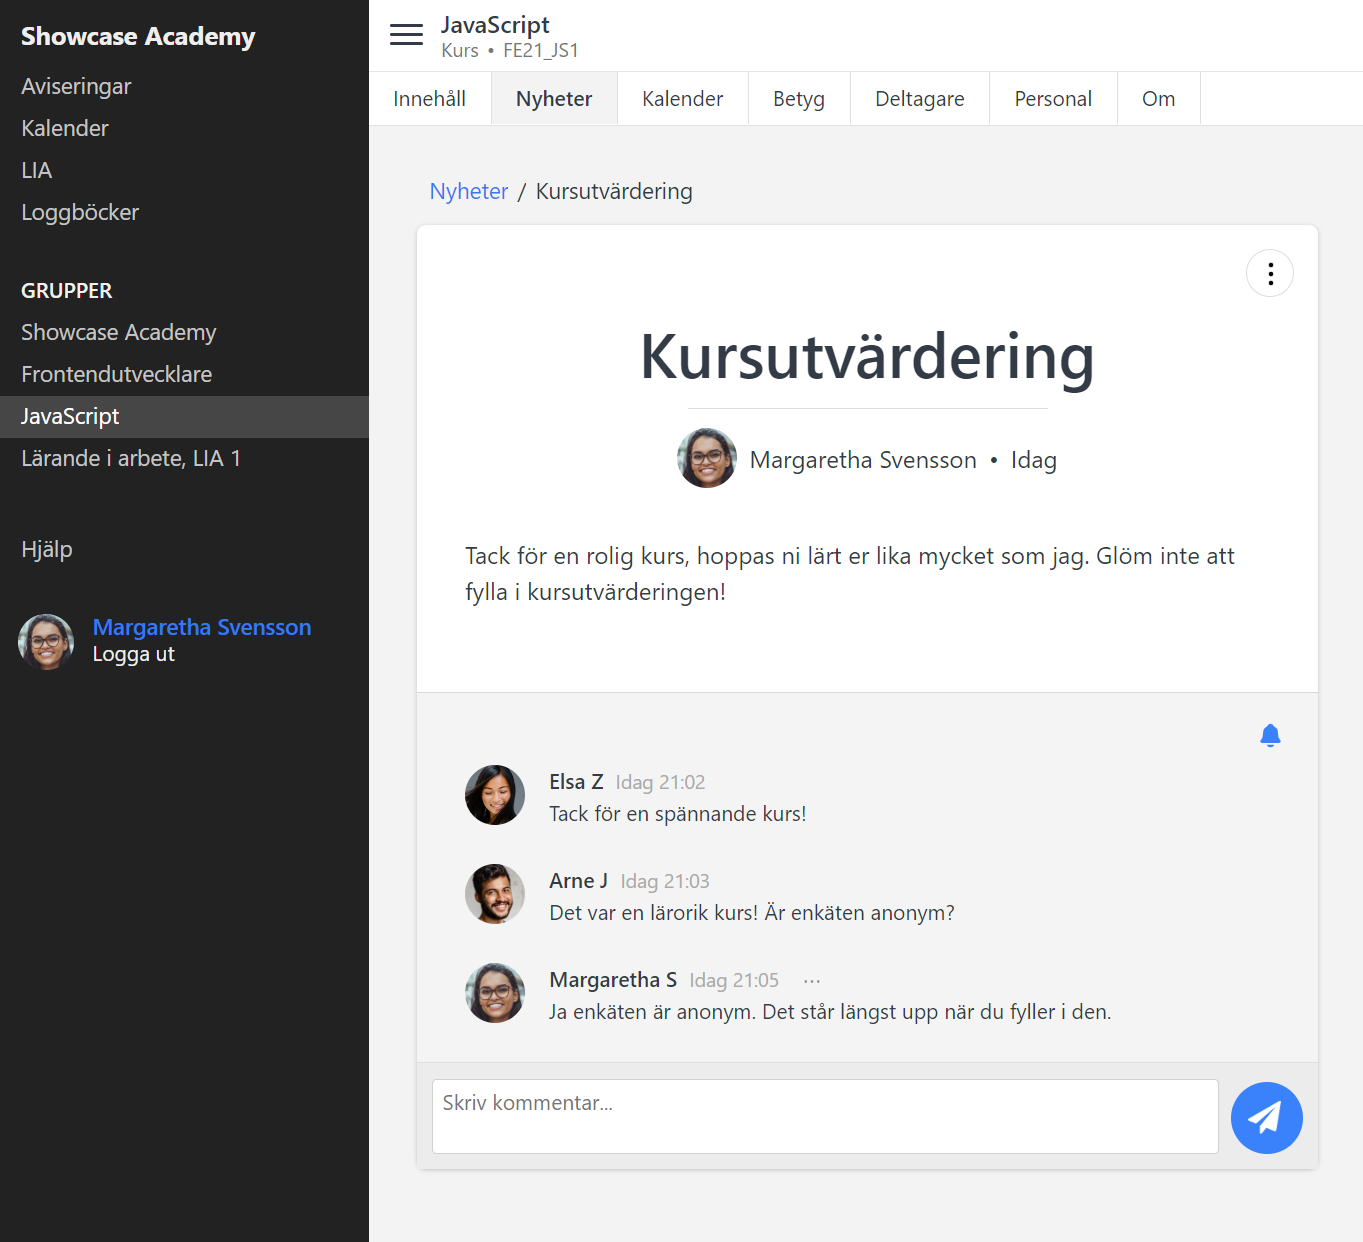 Showcase Academy
Aviseringar
Kalender
LIA
Loggböcker
GRUPPER
Showcase Academy
Frontendutvecklare
JavaScript
Lärande i arbete, LIA 1
Hjälp
Margaretha Svensson
Logga ut
JavaScript
Kurs • FE21_JS1
Innehåll Nyheter Kalender Betyg Deltagare Personal Om
Nyheter / Kursutvärdering
Kursutvärdering
Margaretha Svensson • Idag
Tack för en rolig kurs, hoppas ni lärt er lika mycket som jag. Glöm inte att
fylla i kursutvärderingen!
Elsa Z Idag 21:02
Tack för en spännande kurs!
Arne J Idag 21:03
Det var en lärorik kurs! Är enkäten anonym?
Margaretha S Idag 21:05 ...
Ja enkäten är anonym. Det står längst upp när du fyller i den.
Skriv kommentar...